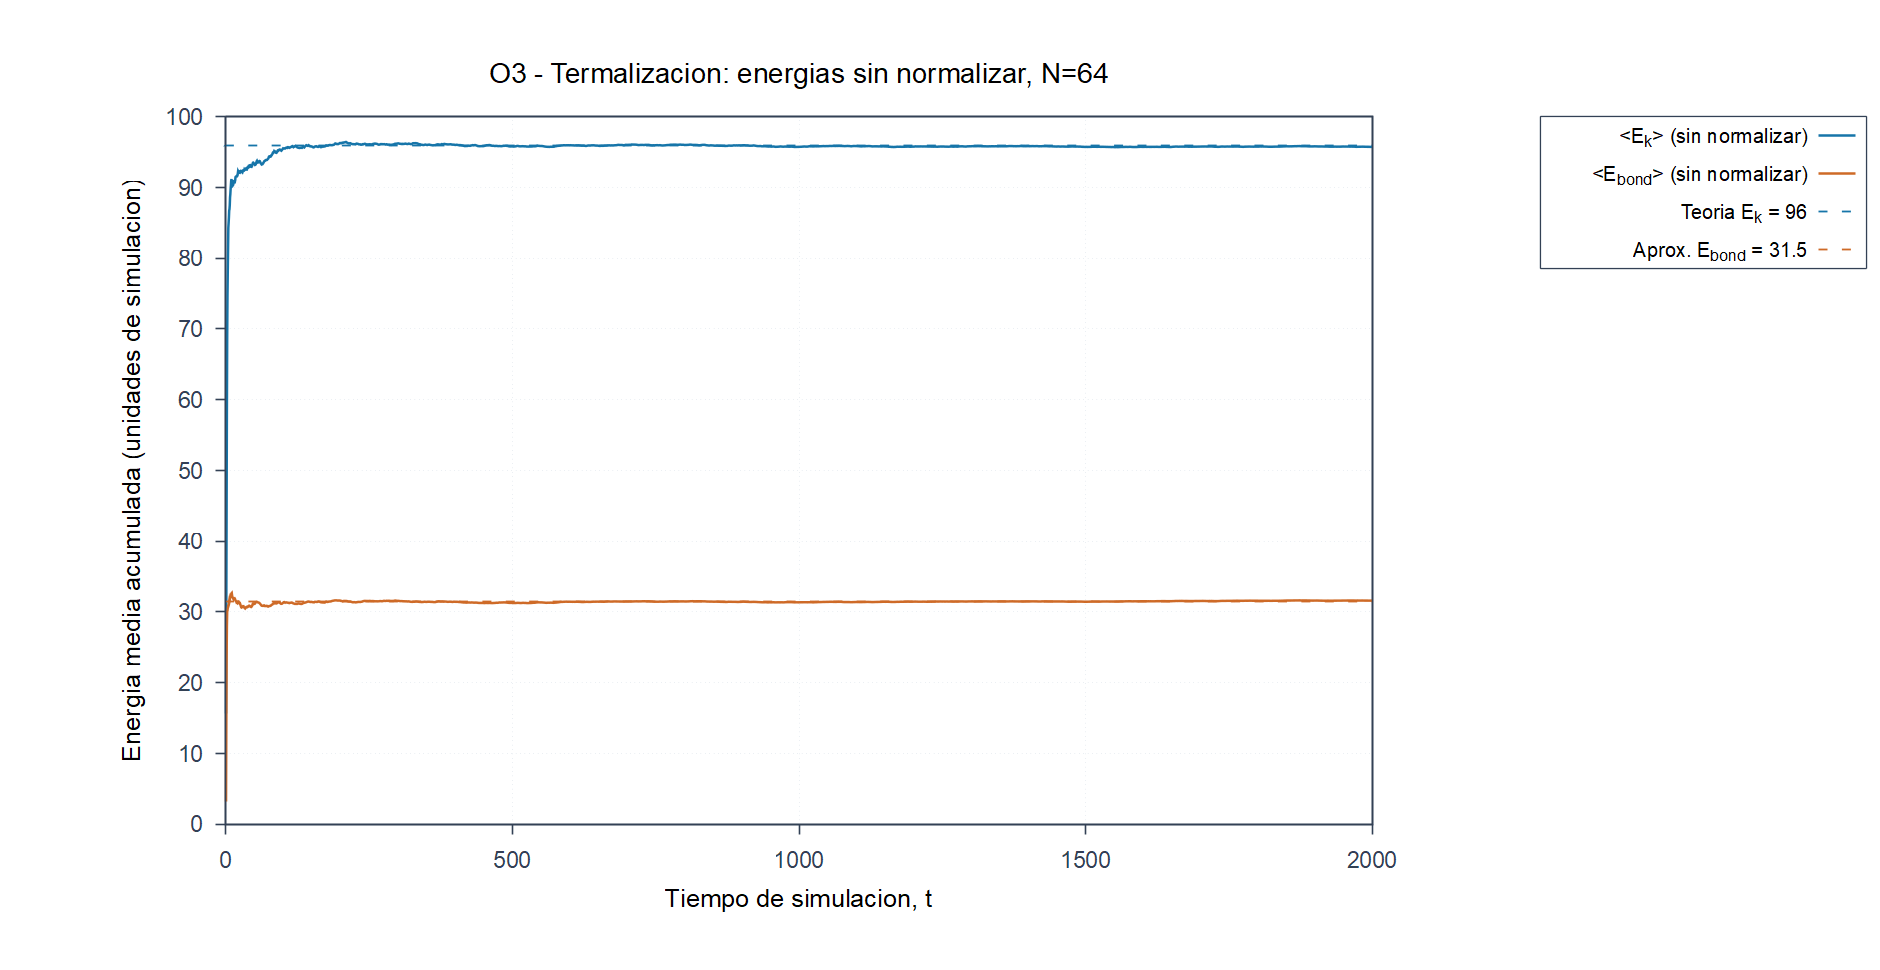 O3 - Termalizacion: energias sin normalizar, N=64
Energia media acumulada (unidades de simulacion)
100
90
80
70
60
50
40
30
20
10
0
0 500 1000 1500 2000
Tiempo de simulacion, t
<Ek> (sin normalizar)
<Ebond> (sin normalizar)
Teoria Ek = 96
Aprox. Ebond = 31.5